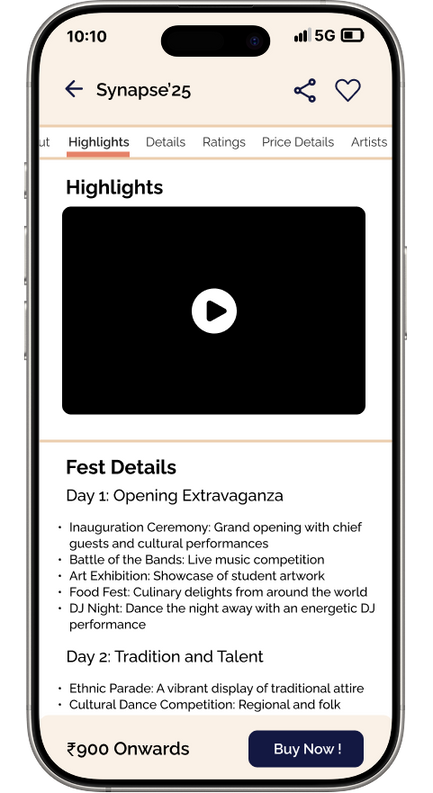 10:10 5G
Synapse'25
ut Highlights Details Ratings Price Details Artists
Highlights
Fest Details
Day 1: Opening Extravaganza
• Inauguration Ceremony: Grand opening with chief
guests and cultural performances
• Battle of the Bands: Live music competition
• Art Exhibition: Showcase of student artwork
• Food Fest: Culinary delights from around the world
• DJ Night: Dance the night away with an energetic DJ
performance
Day 2: Tradition and Talent
• Ethnic Parade: A vibrant display of traditional attire
• Cultural Dance Competition: Regional and folk
₹900 Onwards Buy Now !